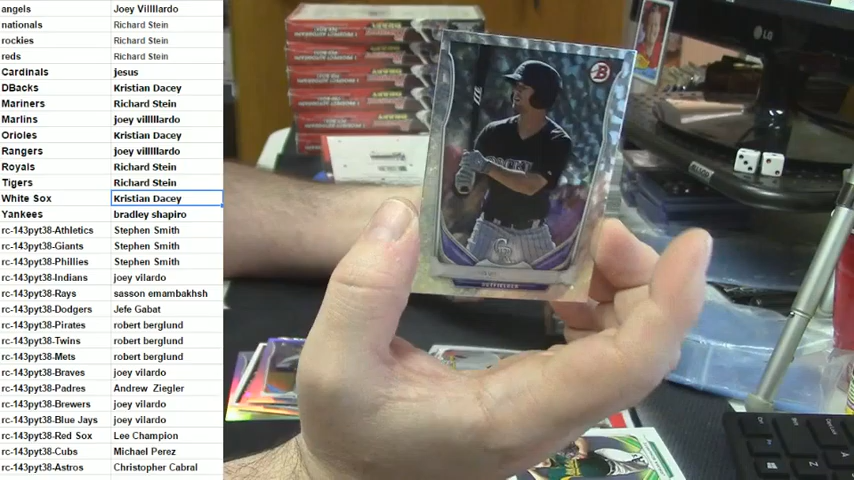 angels Joey Villlardo
nationals Richard Stein
rockies Richard Stein
reds Richard Stein
Cardinals jesus
DBacks Kristian Dacey
Mariners Richard Stein
Marlins joey villlllardo
Orioles Kristian Dacey
Rangers joey villlllardo
Royals Richard Stein
Tigers Richard Stein
White Sox Kristian Dacey
Yankees bradley shapiro
rc-143pyt38-Athletics Stephen Smith
rc-143pyt38-Giants Stephen Smith
rc-143pyt38-Phillies Stephen Smith
rc-143pyt38-Indians joey vilardo
rc-143pyt38-Rays sasson emambakhsh
rc-143pyt38-Dodgers Jefe Gabat
rc-143pyt38-Pirates robert berglund
rc-143pyt38-Twins robert berglund
rc-143pyt38-Mets robert berglund
rc-143pyt38-Braves joey vilardo
rc-143pyt38-Padres Andrew Ziegler
rc-143pyt38-Brewers joey vilardo
rc-143pyt38-Blue Jays joey vilardo
rc-143pyt38-Red Sox Lee Champion
rc-143pyt38-Cubs Michael Perez
rc-143pyt38-Astros Christopher Cabral
B
CR
OUTFIELDER
LG